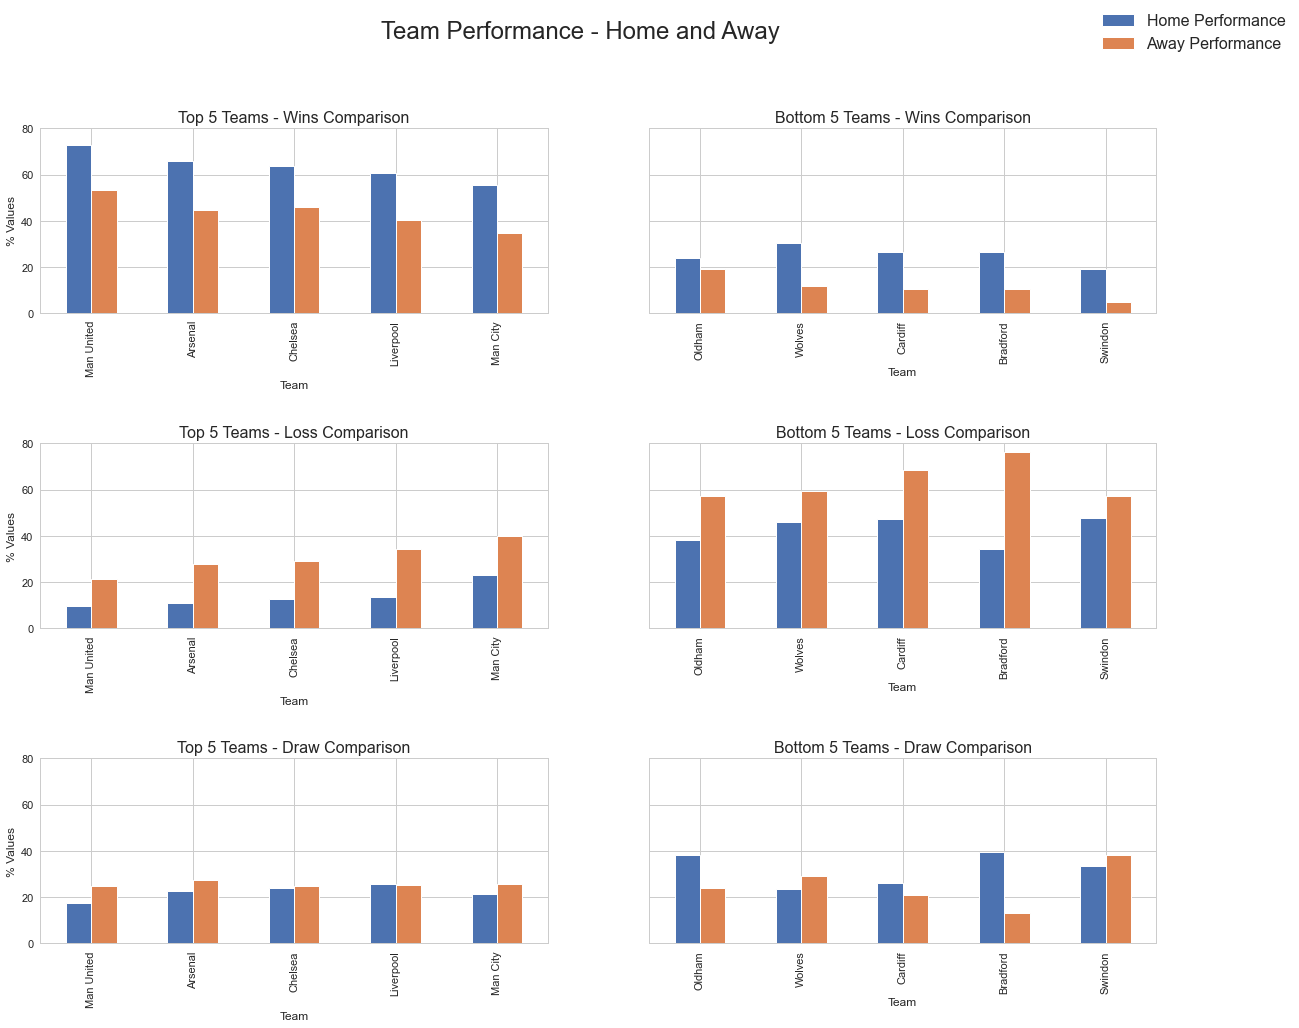 Team Performance - Home and Away
Home Performance
Away Performance
Top 5 Teams - Wins Comparison
80
60
40
20
0
% Values
Man United
Arsenal
Chelsea
Liverpool
Man City
Team
Bottom 5 Teams - Wins Comparison
Oldham
Wolves
Cardiff
Bradford
Swindon
Team
Top 5 Teams - Loss Comparison
80
60
40
20
0
% Values
Man United
Arsenal
Chelsea
Liverpool
Man City
Team
Bottom 5 Teams - Loss Comparison
Oldham
Wolves
Cardiff
Bradford
Swindon
Team
Top 5 Teams - Draw Comparison
80
60
40
20
0
% Values
Man United
Arsenal
Chelsea
Liverpool
Man City
Team
Bottom 5 Teams - Draw Comparison
Oldham
Wolves
Cardiff
Bradford
Swindon
Team